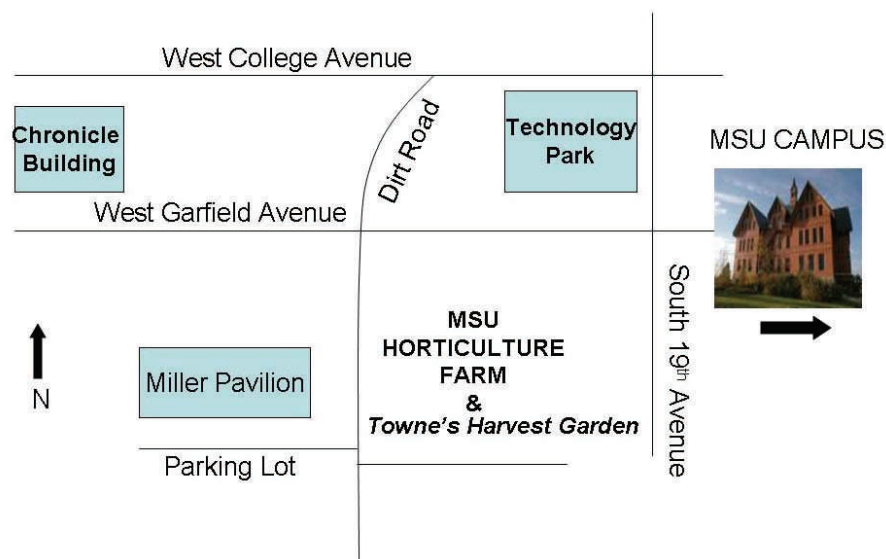 West College Avenue
Chronicle
Building
Dirt Road
Technology
Park
MSU CAMPUS
West Garfield Avenue
South 19th Avenue
MSU
HORTICULTURE
FARM
&
Towne's Harvest Garden
N
Miller Pavilion
Parking Lot